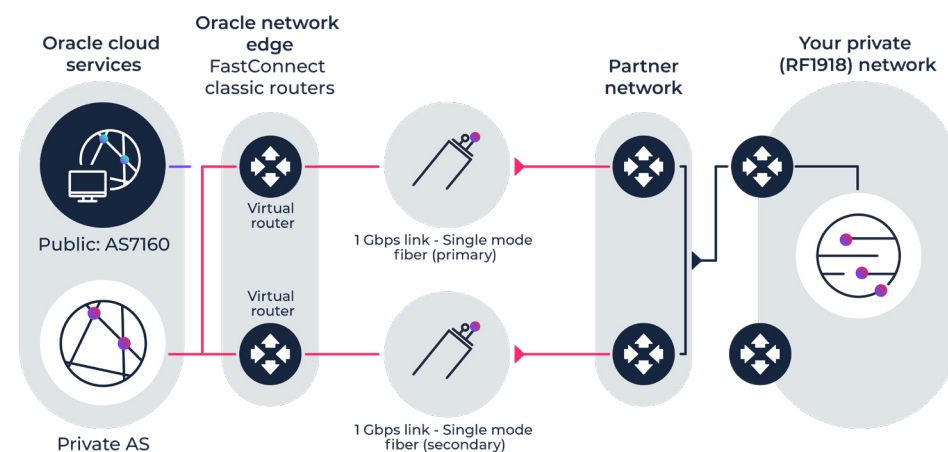 Oracle cloud
services
Oracle network
edge
FastConnect
classic routers
Partner
network
Your private
(RF1918) network
Public: AS7160
Private AS
Virtual
router
Virtual
router
1 Gbps link - Single mode
fiber (primary)
1 Gbps link - Single mode
fiber (secondary)